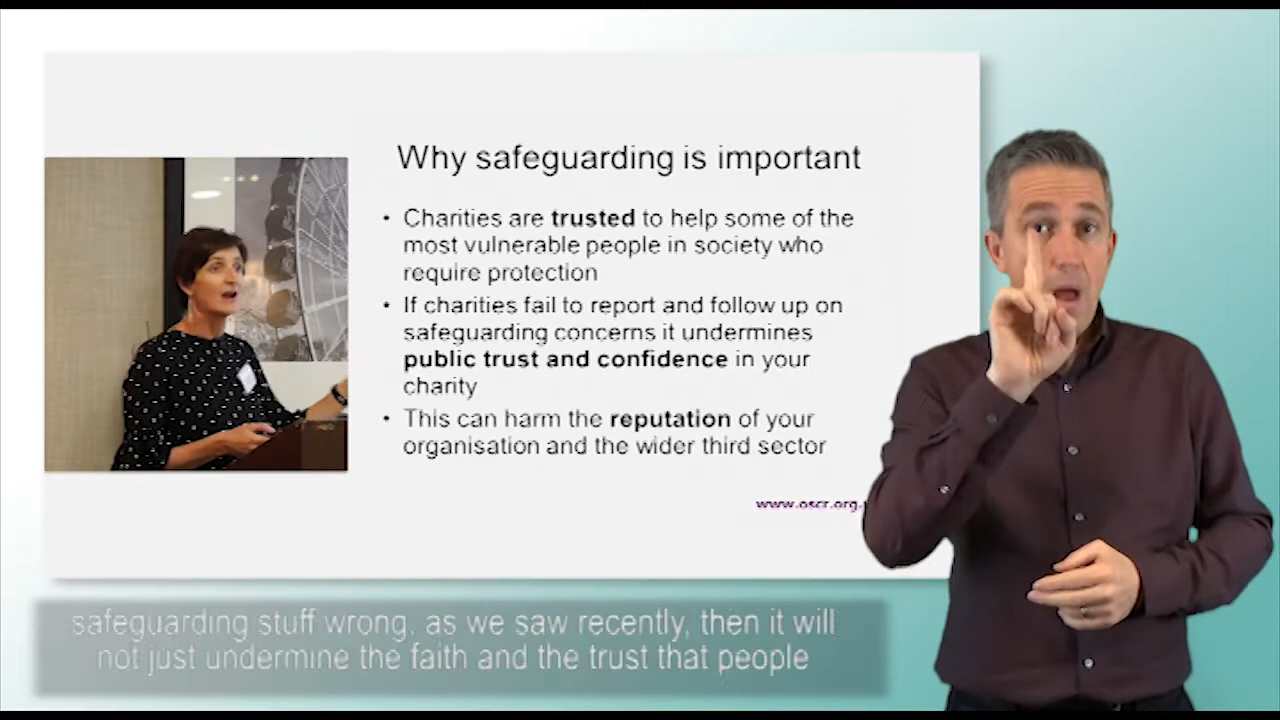 Why safeguarding is important
• Charities are trusted to help some of the
most vulnerable people in society who
require protection
• If charities fail to report and follow up on
safeguarding concerns it undermines
public trust and confidence in your
charity
• This can harm the reputation of your
organisation and the wider third sector
www.oscr.org.
safeguarding stuff wrong. as we saw recently, then it will
not just undermine the faith and the trust that people